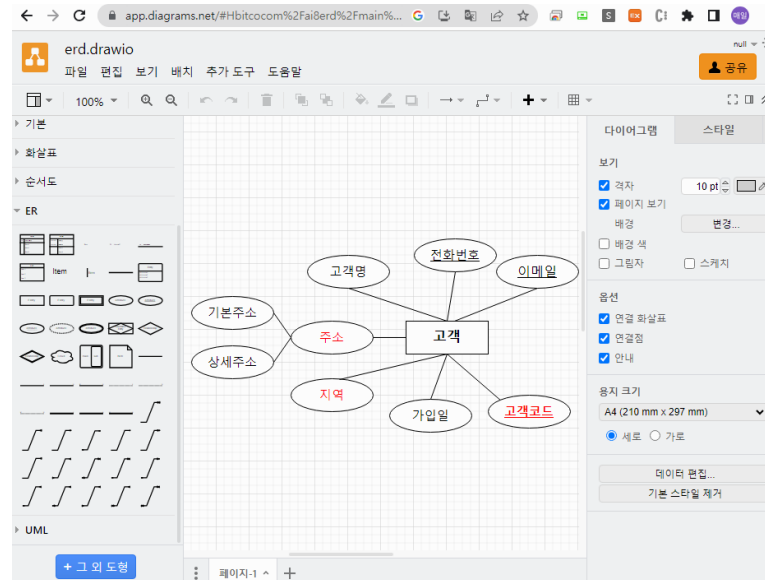 app.diagrams.net/#Hbitcocom%2Fai8erd%2Fmain%...
erd.drawio
null
파일 편집 보기 배치 추가 도구 도움말
공유
100%
기본
화살표
순서도
ER
Item
UML
+ 그 외 도형
고객명
전화번호
이메일
기본주소
주소
고객
상세주소
지역
가입일
고객코드
페이지-1
다이어그램 스타일
보기
격자 10 pt
페이지 보기
배경 변경...
배경 색
그림자 스케치
옵션
연결 화살표
연결점
안내
용지 크기
A4 (210 mm x 297 mm)
세로 가로
데이터 편집...
기본 스타일 제거